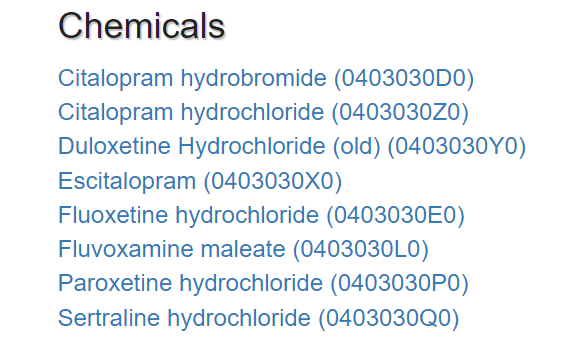 Chemicals
Citalopram hydrobromide (0403030D0)
Citalopram hydrochloride (0403030Z0)
Duloxetine Hydrochloride (old) (0403030Y0)
Escitalopram (0403030X0)
Fluoxetine hydrochloride (0403030E0)
Fluvoxamine maleate (0403030L0)
Paroxetine hydrochloride (0403030P0)
Sertraline hydrochloride (0403030Q0)